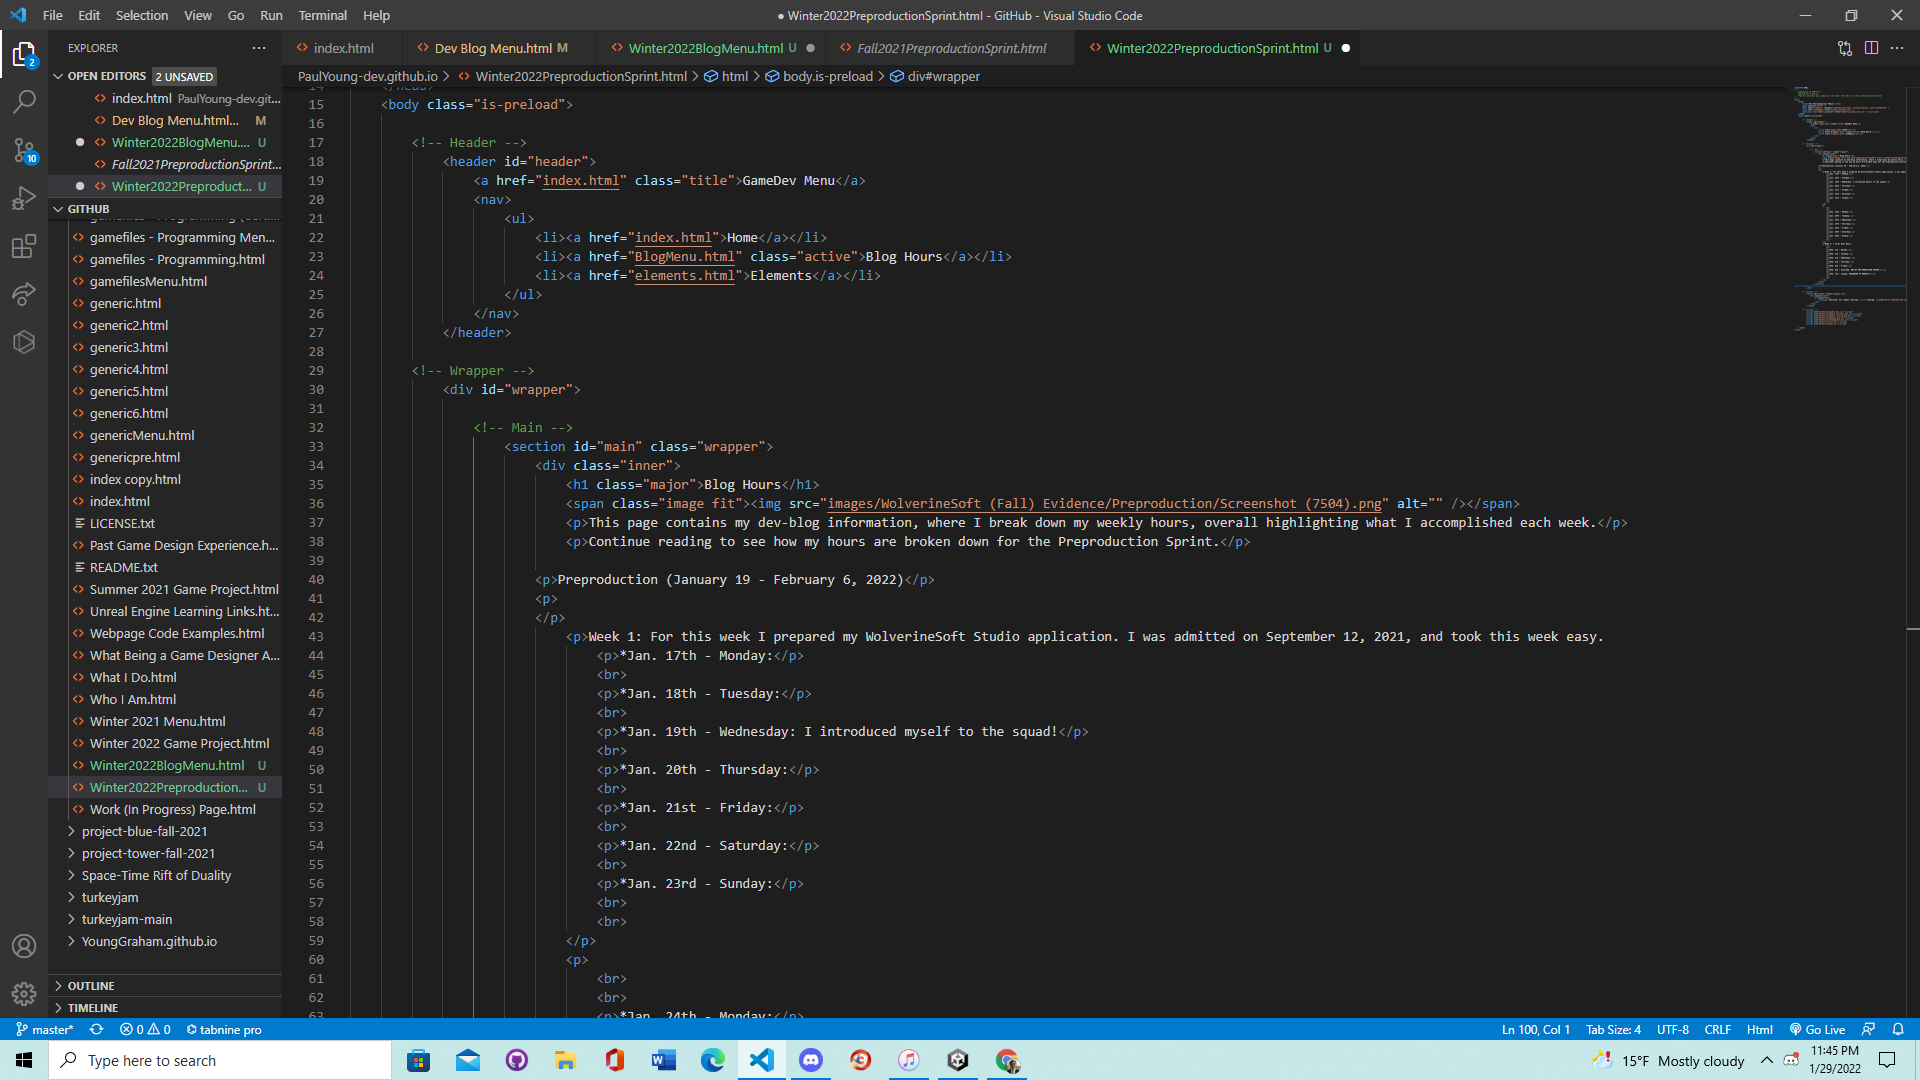 File Edit Selection View Go Run Terminal Help
● Winter2022PreproductionSprint.html - GitHub - Visual Studio Code
EXPLORER
OPEN EDITORS 2 UNSAVED
index.html PaulYoung-dev.git...
Dev Blog Menu.html... M
Winter2022BlogMenu.... U
Fall2021PreproductionSprint...
Winter2022Preproduct... U
GITHUB
gamefiles - Programming Men...
gamefiles - Programming.html
gamefilesMenu.html
generic.html
generic2.html
generic3.html
generic4.html
generic5.html
generic6.html
genericMenu.html
genericpre.html
index copy.html
index.html
LICENSE.txt
Past Game Design Experience.h...
README.txt
Summer 2021 Game Project.html
Unreal Engine Learning Links.ht...
Webpage Code Examples.html
What Being a Game Designer A...
What I Do.html
Who I Am.html
Winter 2021 Menu.html
Winter 2022 Game Project.html
Winter2022BlogMenu.html U
Winter2022Preproduction... U
Work (In Progress) Page.html
project-blue-fall-2021
project-tower-fall-2021
Space-Time Rift of Duality
turkeyjam
turkeyjam-main
YoungGraham.github.io
OUTLINE
TIMELINE
2
10
index.html
Dev Blog Menu.html M
Winter2022BlogMenu.html U
Fall2021PreproductionSprint.html
Winter2022PreproductionSprint.html U
PaulYoung-dev.github.io > Winter2022PreproductionSprint.html > html > body.is-preload > div#wrapper
14 </head>
15 <body class="is-preload">
16
17 <!-- Header -->
18 <header id="header">
19 <a href="index.html" class="title">GameDev Menu</a>
20 <nav>
21 <ul>
22 <li><a href="index.html">Home</a></li>
23 <li><a href="BlogMenu.html" class="active">Blog Hours</a></li>
24 <li><a href="elements.html">Elements</a></li>
25 </ul>
26 </nav>
27 </header>
28
29 <!-- Wrapper -->
30 <div id="wrapper">
31
32 <!-- Main -->
33 <section id="main" class="wrapper">
34 <div class="inner">
35 <h1 class="major">Blog Hours</h1>
36 <span class="image fit"><img src="images/WolverineSoft (Fall) Evidence/Preproduction/Screenshot (7504).png" alt="" /></span>
37 <p>This page contains my dev-blog information, where I break down my weekly hours, overall highlighting what I accomplished each week.</p>
38 <p>Continue reading to see how my hours are broken down for the Preproduction Sprint.</p>
39
40 <p>Preproduction (January 19 - February 6, 2022)</p>
41 <p>
42 </p>
43 <p>Week 1: For this week I prepared my WolverineSoft Studio application. I was admitted on September 12, 2021, and took this week easy.
44 <p>*Jan. 17th - Monday:</p>
45 <br>
46 <p>*Jan. 18th - Tuesday:</p>
47 <br>
48 <p>*Jan. 19th - Wednesday: I introduced myself to the squad!</p>
49 <br>
50 <p>*Jan. 20th - Thursday:</p>
51 <br>
52 <p>*Jan. 21st - Friday:</p>
53 <br>
54 <p>*Jan. 22nd - Saturday:</p>
55 <br>
56 <p>*Jan. 23rd - Sunday:</p>
57 <br>
58 <br>
59 </p>
60 <p>
61 <br>
62 <br>
63 <p>*Jan. 24th - Monday:</p>
master* 0 0 tabnine pro
Ln 100, Col 1 Tab Size: 4 UTF-8 CRLF Html Go Live
Type here to search
15°F Mostly cloudy
11:45 PM
1/29/2022